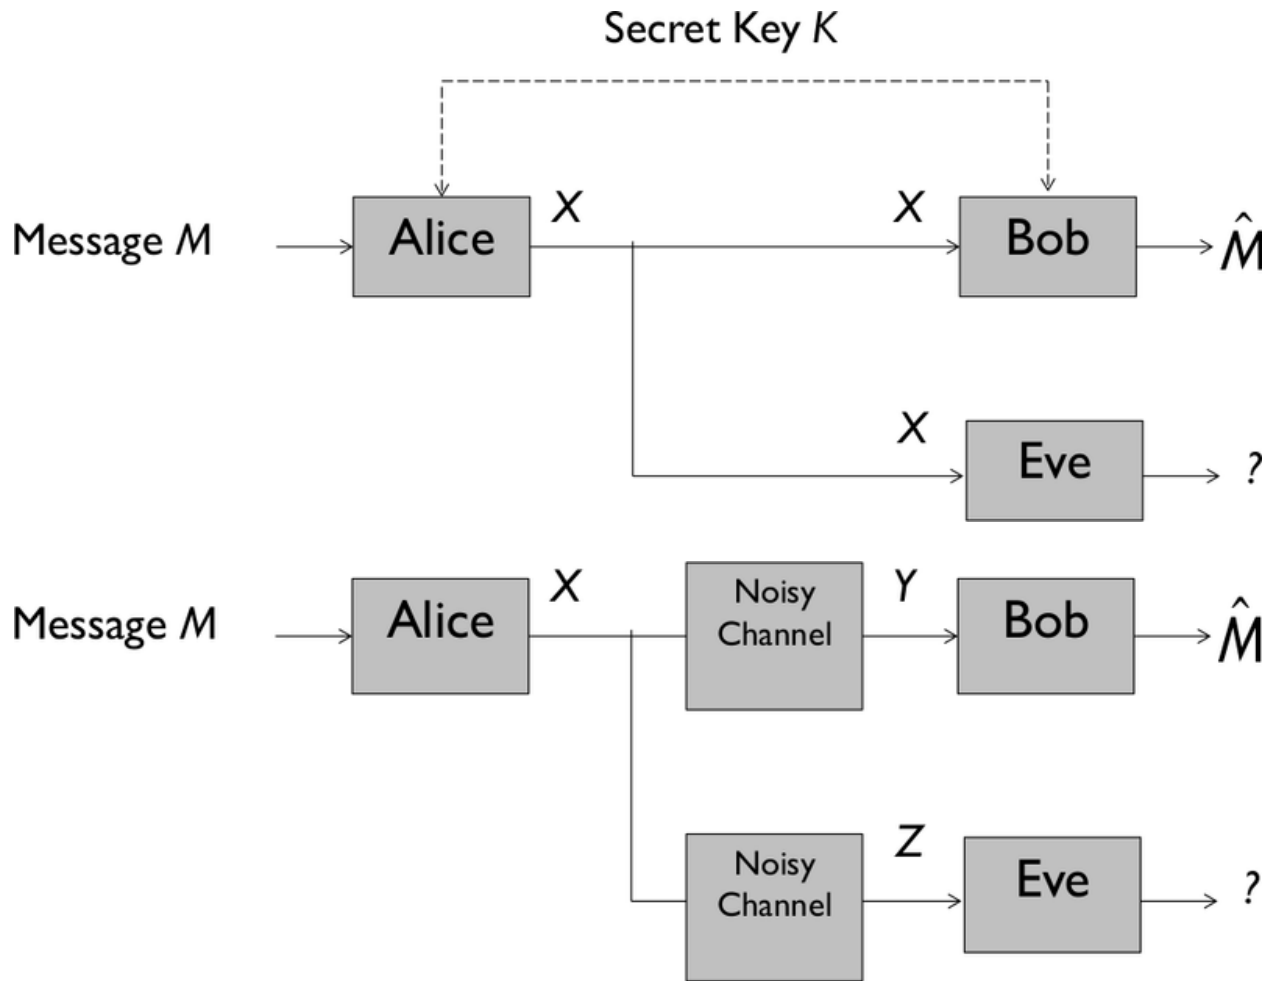 Secret Key K
X X
Message M Alice Bob M̂
X
Eve ?
X Noisy Y
Message M Alice Channel Bob M̂
Noisy Z
Channel Eve ?